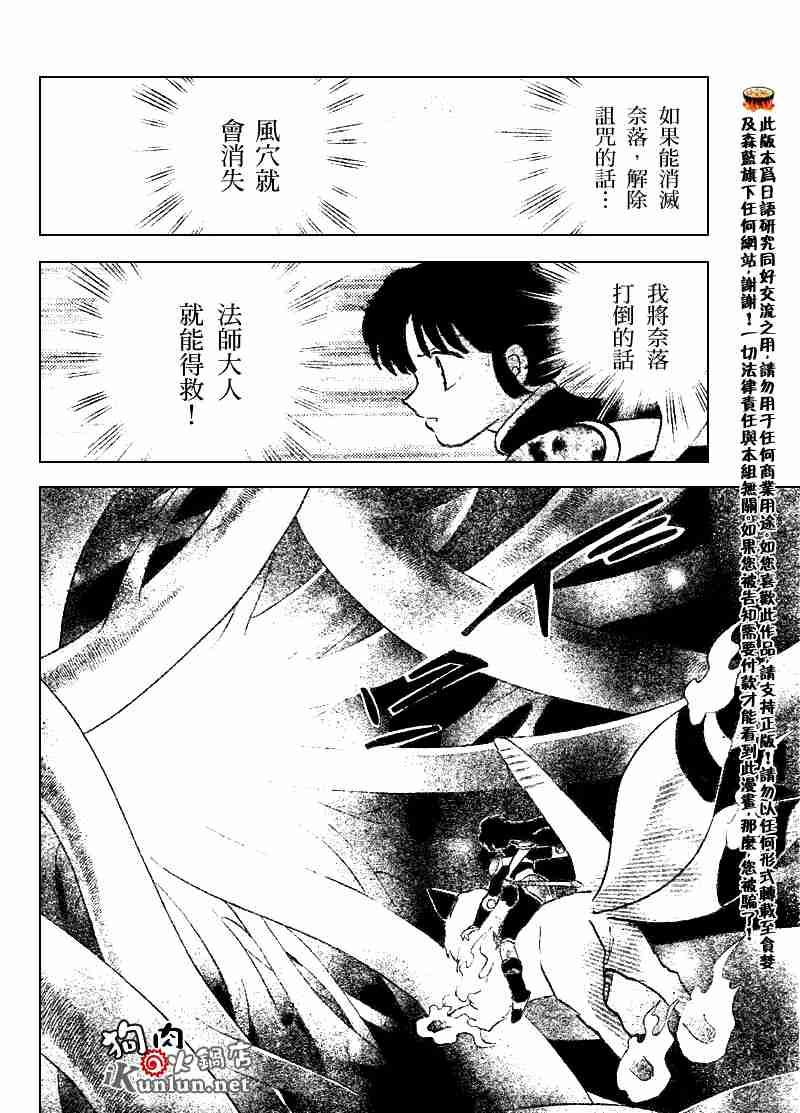 如果能消滅
奈落，解除
詛咒的話…
風穴就
會消失
我將奈落
打倒的話
法師大人
就能得救！
此版本爲日語研究同好交流之用，請勿用于任何商業用途。如您喜歡此作品，請支持正版！請勿以任何形式轉載至貪婪
及森藍旗下任何網站，謝謝！一切法律責任與本組無關。如果您被告知需要付款才能看到此漫畫，那麽，您被騙了！
狗肉
火鍋店
iKunlun.net